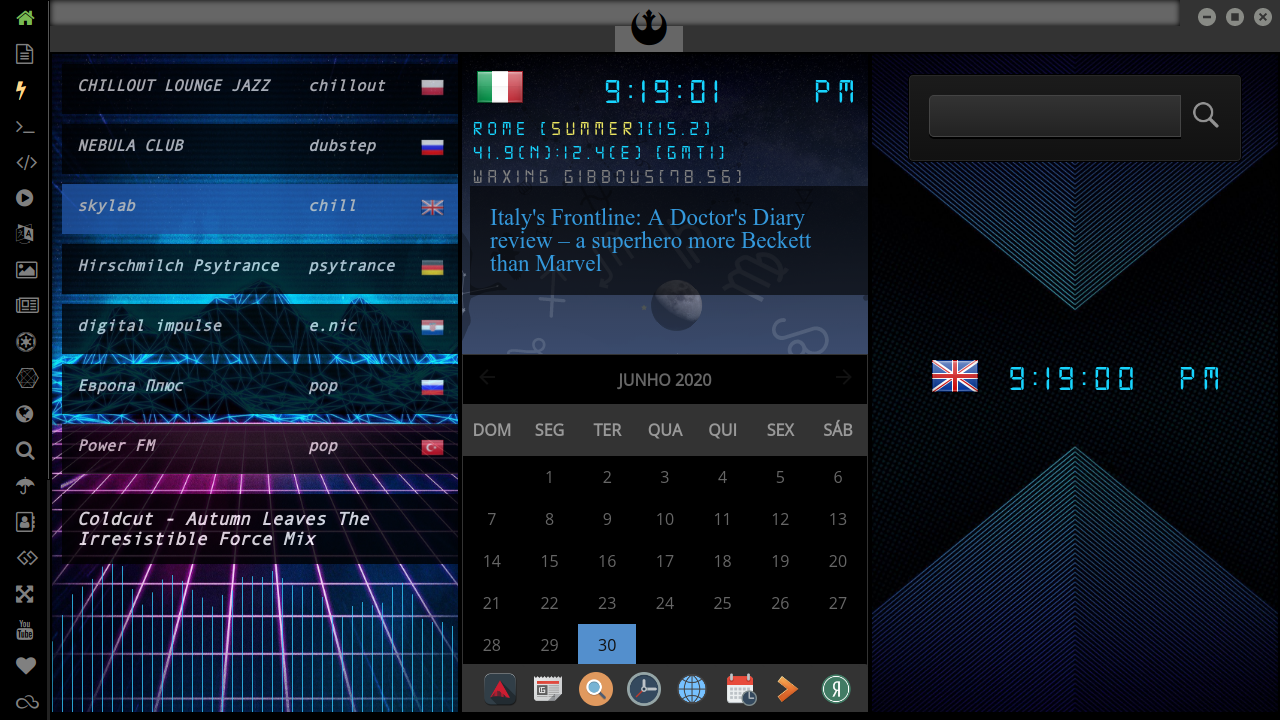 CHILLOUT LOUNGE JAZZ chillout
NEBULA CLUB dubstep
skylab chill
Hirschmilch Psytrance psytrance
digital impulse e.nic
Европа Плюс pop
Power FM pop
Coldcut - Autumn Leaves The
Irresistible Force Mix
9:19:01 PM
ROME [SUMMER][15.2]
41.9(N):12.4(E) [GMT1]
WAXING GIBBOUS[78.56]
Italy's Frontline: A Doctor's Diary
review – a superhero more Beckett
than Marvel
JUNHO 2020
DOM SEG TER QUA QUI SEX SÁB
1 2 3 4 5 6
7 8 9 10 11 12 13
14 15 16 17 18 19 20
21 22 23 24 25 26 27
28 29 30
9:19:00 PM
You
Tube
Я